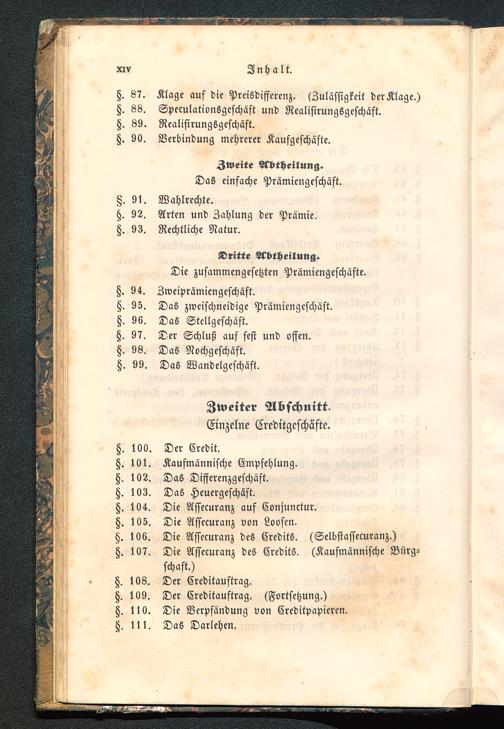 XIV Inhalt.
§. 87. Klage auf die Preisdifferenz. (Zulässigkeit der Klage.)
§. 88. Speculationsgeschäft und Realisirungsgeschäft.
§. 89. Realisirungsgeschäft.
§. 90. Verbindung mehrerer Kaufgeschäfte.
Zweite Abtheilung.
Das einfache Prämiengeschäft.
§. 91. Wahlrechte.
§. 92. Arten und Zahlung der Prämie.
§. 93. Rechtliche Natur.
Dritte Abtheilung.
Die zusammengesetzten Prämiengeschäfte.
§. 94. Zweiprämiengeschäft.
§. 95. Das zweischneidige Prämiengeschäft.
§. 96. Das Stellgeschäft.
§. 97. Der Schluß auf fest und offen.
§. 98. Das Nochgeschäft.
§. 99. Das Wandelgeschäft.
Zweiter Abschnitt.
Einzelne Creditgeschäfte.
§. 100. Der Credit.
§. 101. Kaufmännische Empfehlung.
§. 102. Das Differenzgeschäft.
§. 103. Das Heuergeschäft.
§. 104. Die Assecuranz auf Conjunctur.
§. 105. Die Assecuranz von Loosen.
§. 106. Die Assecuranz des Credits. (Selbstassecuranz.)
§. 107. Die Assecuranz des Credits. (Kaufmännische Bürg-
schaft.)
§. 108. Der Creditauftrag.
§. 109. Der Creditauftrag. (Fortsetzung.)
§. 110. Die Verpfändung von Creditpapieren.
§. 111. Das Darlehen.